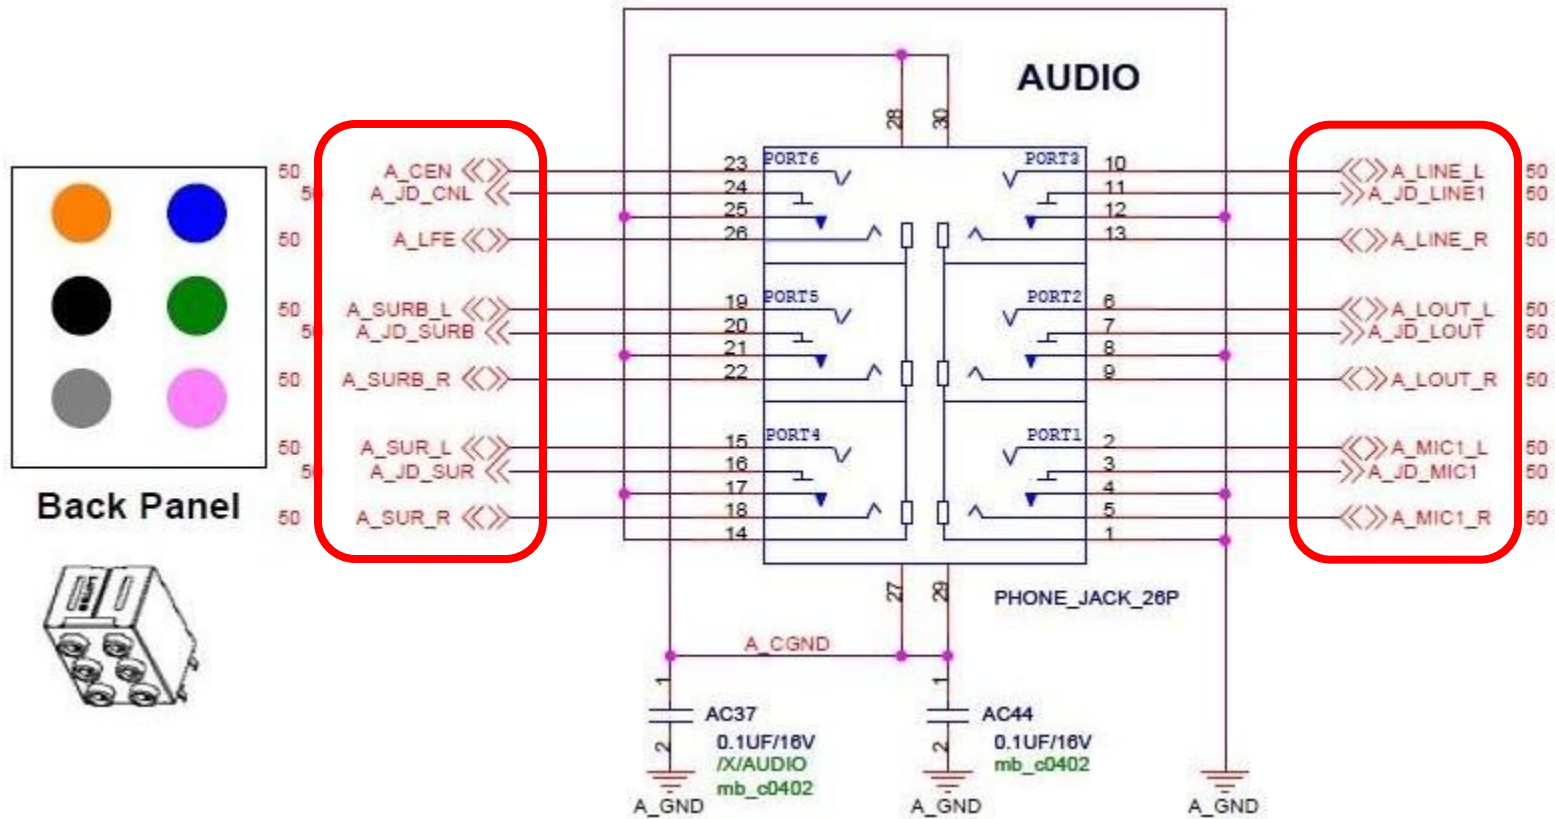 AUDIO
28
30
50 A_CEN 23 PORT6 PORT3 10 A_LINE_L 50
50 A_JD_CNL 24 11 A_JD_LINE1 50
25 12
50 A_LFE 26 13 A_LINE_R 50
50 A_SURB_L 19 PORT5 PORT2 6 A_LOUT_L 50
50 A_JD_SURB 20 7 A_JD_LOUT 50
21 8
50 A_SURB_R 22 9 A_LOUT_R 50
50 A_SUR_L 15 PORT4 PORT1 2 A_MIC1_L 50
50 A_JD_SUR 16 3 A_JD_MIC1 50
17 4
50 A_SUR_R 18 5 A_MIC1_R 50
14 1
Back Panel
27
29
PHONE_JACK_26P
A_CGND
1
AC37
0.1UF/16V
2
/X/AUDIO
mb_c0402
A_GND
1
AC44
0.1UF/16V
2
mb_c0402
A_GND
A_GND